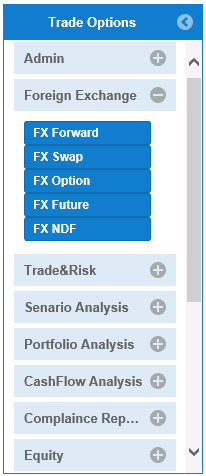 Trade Options
Admin
Foreign Exchange
FX Forward
FX Swap
FX Option
FX Future
FX NDF
Trade&Risk
Senario Analysis
Portfolio Analysis
CashFlow Analysis
Complaince Rep...
Equity